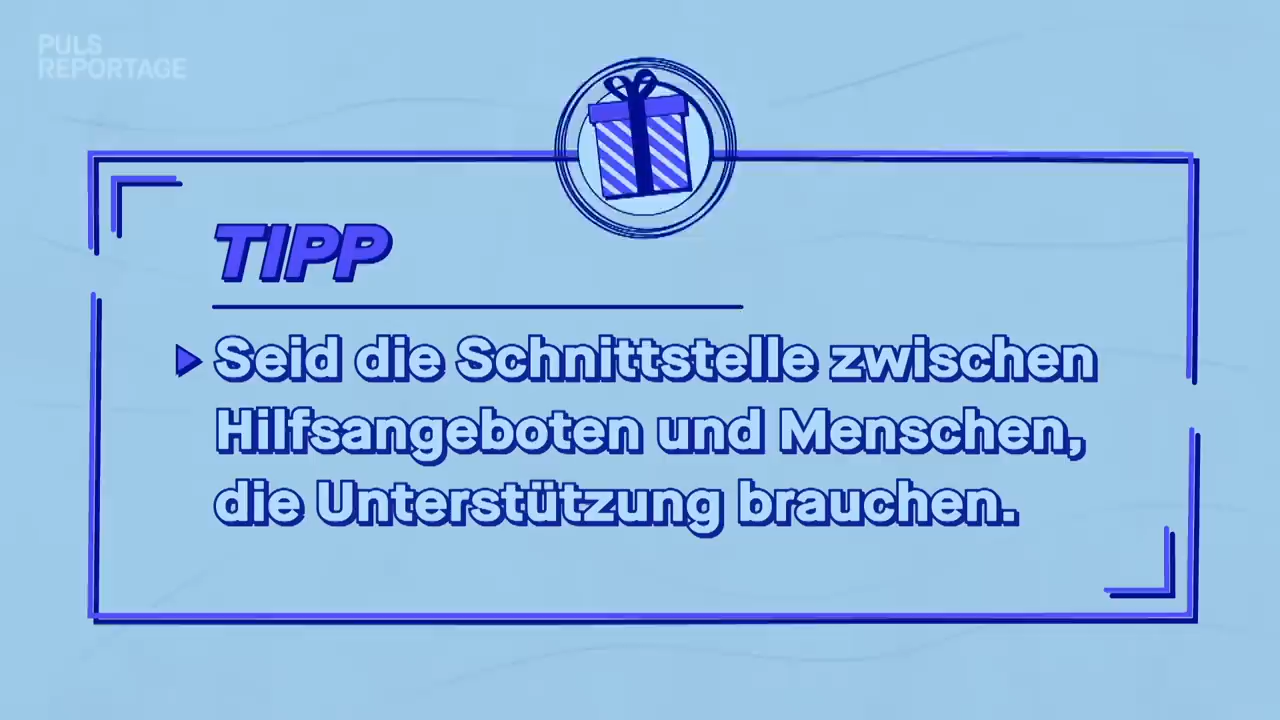 PULS
REPORTAGE
TIPP
Seid die Schnittstelle zwischen
Hilfsangeboten und Menschen,
die Unterstützung brauchen.